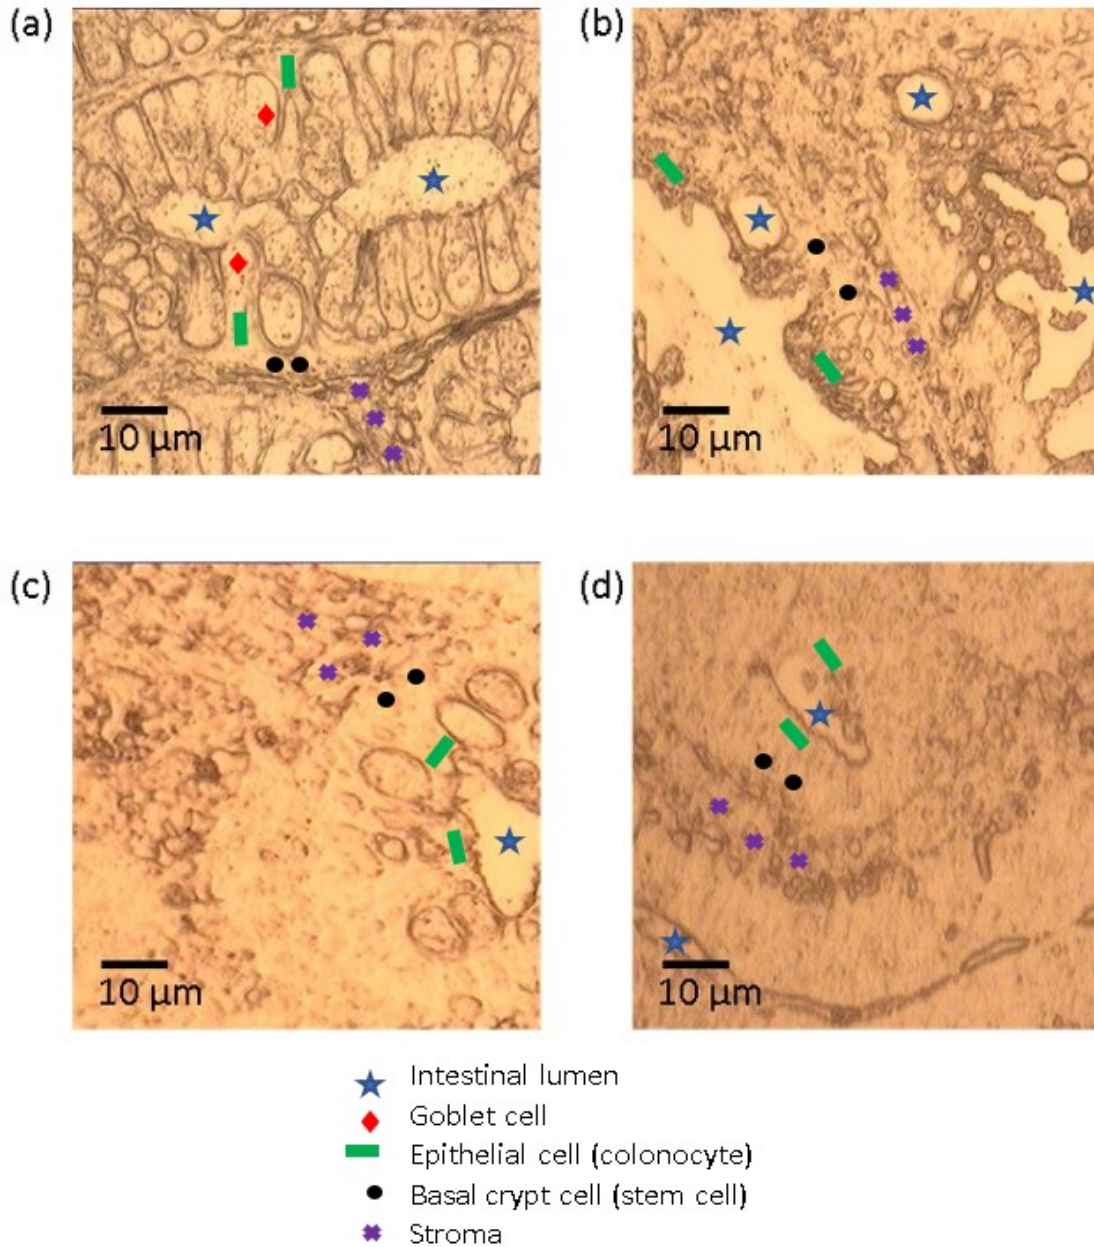 (a)
(b)
10 μm
10 μm
(c)
(d)
10 μm
10 μm
Intestinal lumen
Goblet cell
Epithelial cell (colonocyte)
Basal crypt cell (stem cell)
Stroma